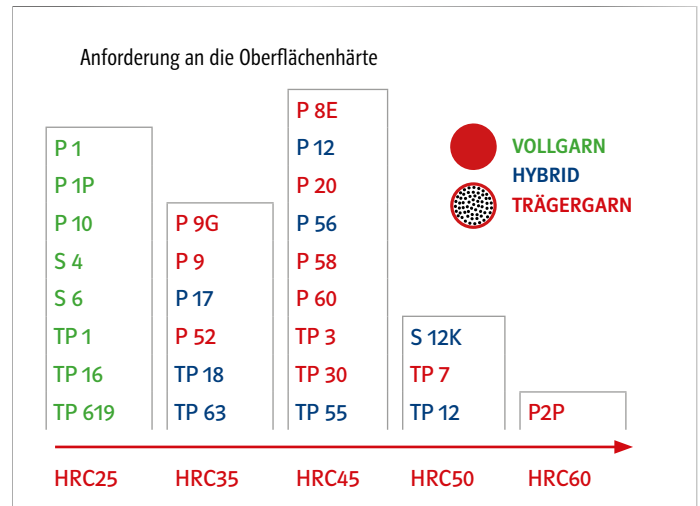 Anforderung an die Oberflächenhärte
P 1
P 1P
P 10
S 4
S 6
TP 1
TP 16
TP 619
P 9G
P 9
P 17
P 52
TP 18
TP 63
P 8E
P 12
P 20
P 56
P 58
P 60
TP 3
TP 30
TP 55
S 12K
TP 7
TP 12
P2P
VOLLGARN
HYBRID
TRÄGERGARN
HRC25
HRC35
HRC45
HRC50
HRC60